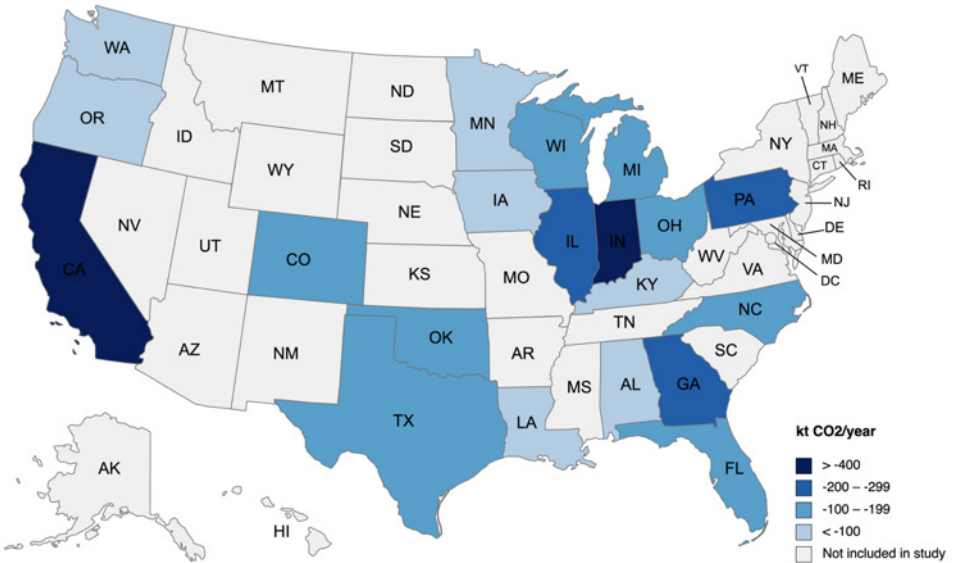 WA
MT
ND
MN
OR
ID
SD
WI
MI
WY
IA
NE
NV
UT
CO
CA
KS
MO
IL
IN
OH
PA
NY
VT
ME
NH
MA
CT
RI
NJ
DE
MD
DC
WV
VA
KY
NC
TN
SC
AZ
NM
OK
AR
MS
AL
GA
TX
LA
FL
AK
HI
kt CO2/year
> -400
-200 – -299
-100 – -199
< -100
Not included in study